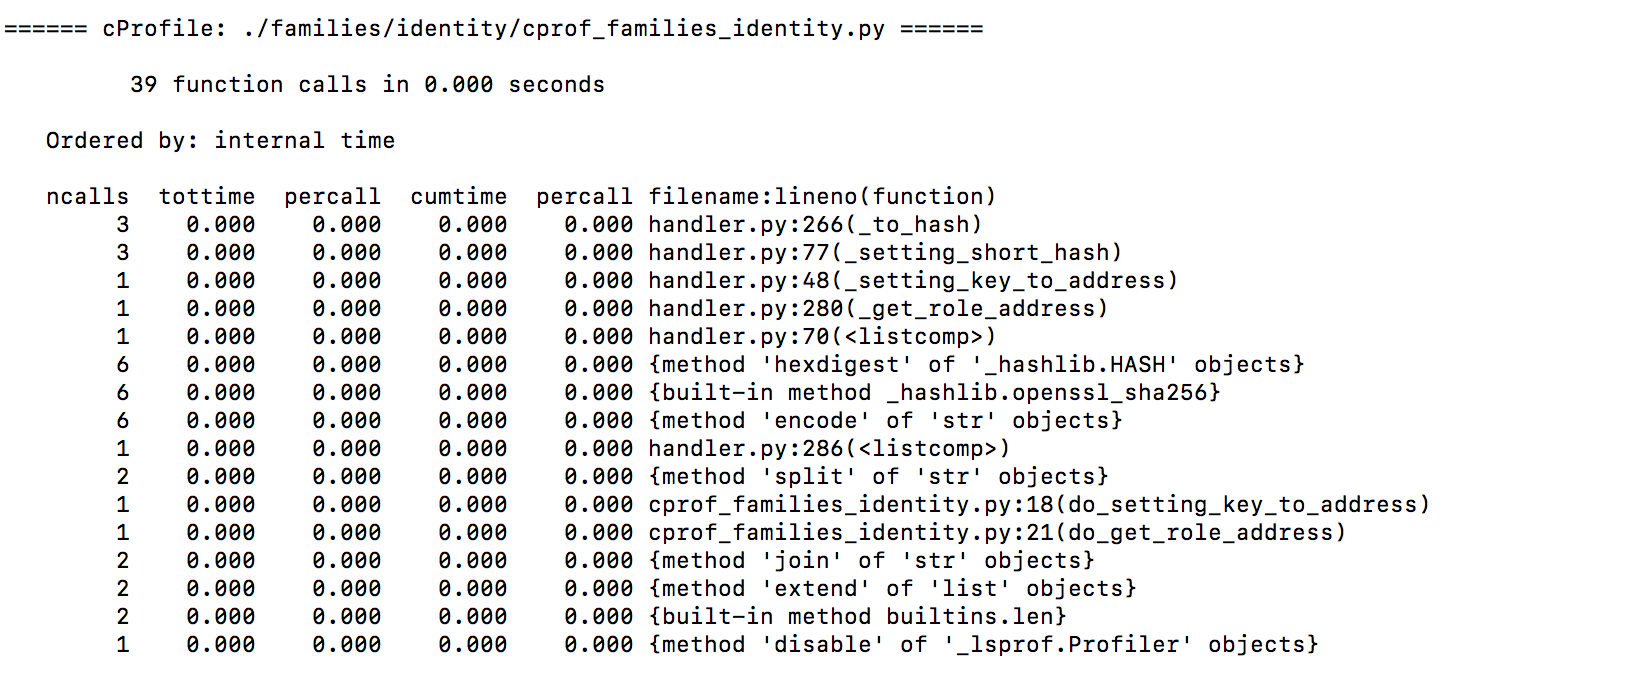 ====== cProfile: ./families/identity/cprof_families_identity.py ======
39 function calls in 0.000 seconds
Ordered by: internal time
ncalls  tottime  percall  cumtime  percall filename:lineno(function)
3    0.000    0.000    0.000    0.000 handler.py:266(_to_hash)
3    0.000    0.000    0.000    0.000 handler.py:77(_setting_short_hash)
1    0.000    0.000    0.000    0.000 handler.py:48(_setting_key_to_address)
1    0.000    0.000    0.000    0.000 handler.py:280(_get_role_address)
1    0.000    0.000    0.000    0.000 handler.py:70(<listcomp>)
6    0.000    0.000    0.000    0.000 {method 'hexdigest' of '_hashlib.HASH' objects}
6    0.000    0.000    0.000    0.000 {built-in method _hashlib.openssl_sha256}
6    0.000    0.000    0.000    0.000 {method 'encode' of 'str' objects}
1    0.000    0.000    0.000    0.000 handler.py:286(<listcomp>)
2    0.000    0.000    0.000    0.000 {method 'split' of 'str' objects}
1    0.000    0.000    0.000    0.000 cprof_families_identity.py:18(do_setting_key_to_address)
1    0.000    0.000    0.000    0.000 cprof_families_identity.py:21(do_get_role_address)
2    0.000    0.000    0.000    0.000 {method 'join' of 'str' objects}
2    0.000    0.000    0.000    0.000 {method 'extend' of 'list' objects}
2    0.000    0.000    0.000    0.000 {built-in method builtins.len}
1    0.000    0.000    0.000    0.000 {method 'disable' of '_lsprof.Profiler' objects}